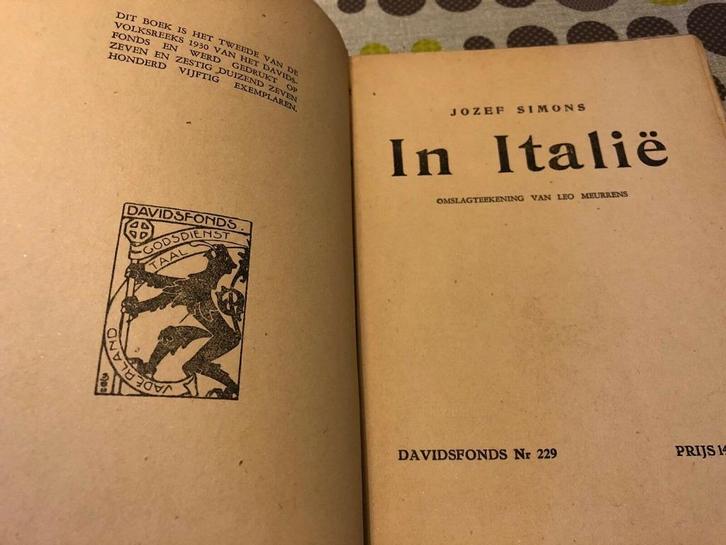 DIT BOEK IS HET TWEEDE VAN DE
VOLKSREEKS 1930 VAN HET DAVIDS-
FONDS EN WERD GEDRUKT OP
ZEVEN EN ZESTIG DUIZEND ZEVEN
HONDERD VIJFTIG EXEMPLAREN.
DAVIDSFONDS.
GODSDIENST
TAAL
VADERLAND
JOZEF SIMONS
In Italië
OMSLAGTEEKENING VAN LEO MEURRENS
DAVIDSFONDS Nr 229
PRIJS 14